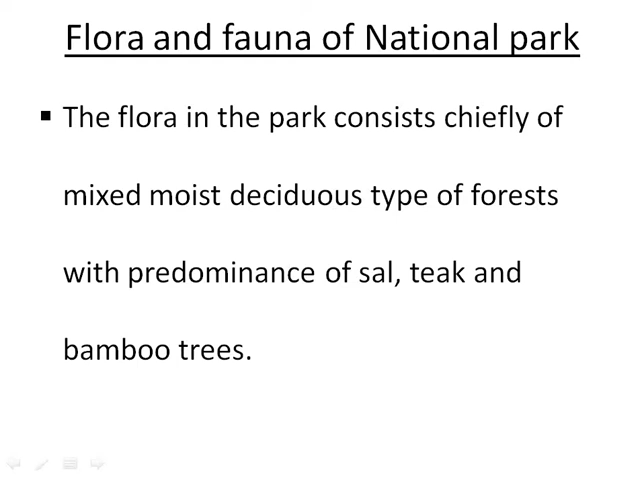 Flora and fauna of National park
▪ The flora in the park consists chiefly of
mixed moist deciduous type of forests
with predominance of sal, teak and
bamboo trees.